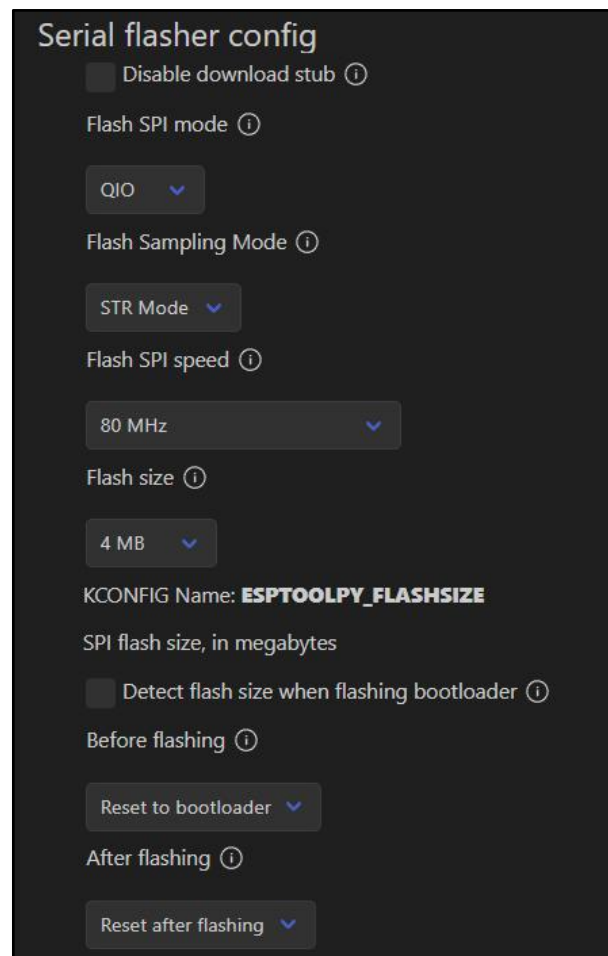 Serial flasher config
Disable download stub
Flash SPI mode
QIO
Flash Sampling Mode
STR Mode
Flash SPI speed
80 MHz
Flash size
4 MB
KCONFIG Name: ESPTOOLPY_FLASHSIZE
SPI flash size, in megabytes
Detect flash size when flashing bootloader
Before flashing
Reset to bootloader
After flashing
Reset after flashing